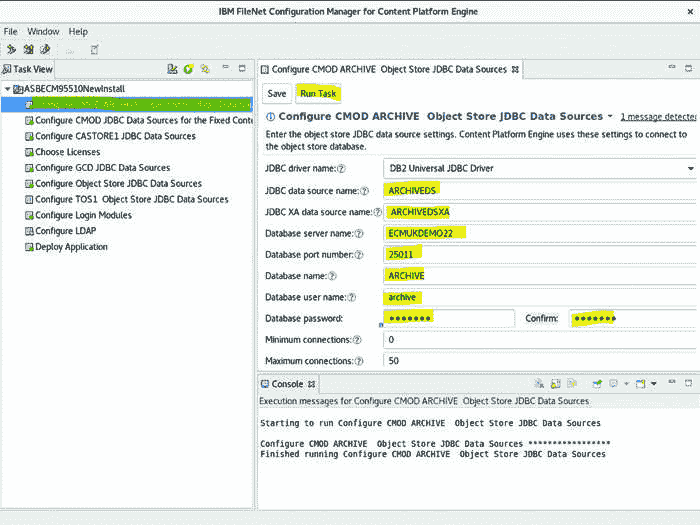 IBM FileNet Configuration Manager for Content Platform Engine
File Window Help
Task View
ASBECM95510NewInstall
Configure CMOD JDBC Data Sources for the Fixed Conte
Configure CASTORE1 JDBC Data Sources
Choose Licenses
Configure GCD JDBC Data Sources
Configure Object Store JDBC Data Sources
Configure TOS1  Object Store JDBC Data Sources
Configure Login Modules
Configure LDAP
Deploy Application
Configure CMOD ARCHIVE  Object Store JDBC Data Sources
Save Run Task
Configure CMOD ARCHIVE  Object Store JDBC Data Sources 1 message detected
Enter the object store JDBC data source settings. Content Platform Engine uses these settings to connect to
the object store database.
JDBC driver name: DB2 Universal JDBC Driver
JDBC data source name: ARCHIVEDS
JDBC XA data source name: ARCHIVEDSXA
Database server name: ECMUKDEMO22
Database port number: 25011
Database name: ARCHIVE
Database user name: archive
Database password: ******* Confirm: *******
Minimum connections: 0
Maximum connections: 50
Console
Execution messages for Configure CMOD ARCHIVE  Object Store JDBC Data Sources
Starting to run Configure CMOD ARCHIVE  Object Store JDBC Data Sources
Configure CMOD ARCHIVE  Object Store JDBC Data Sources *****************
Finished running Configure CMOD ARCHIVE  Object Store JDBC Data Sources